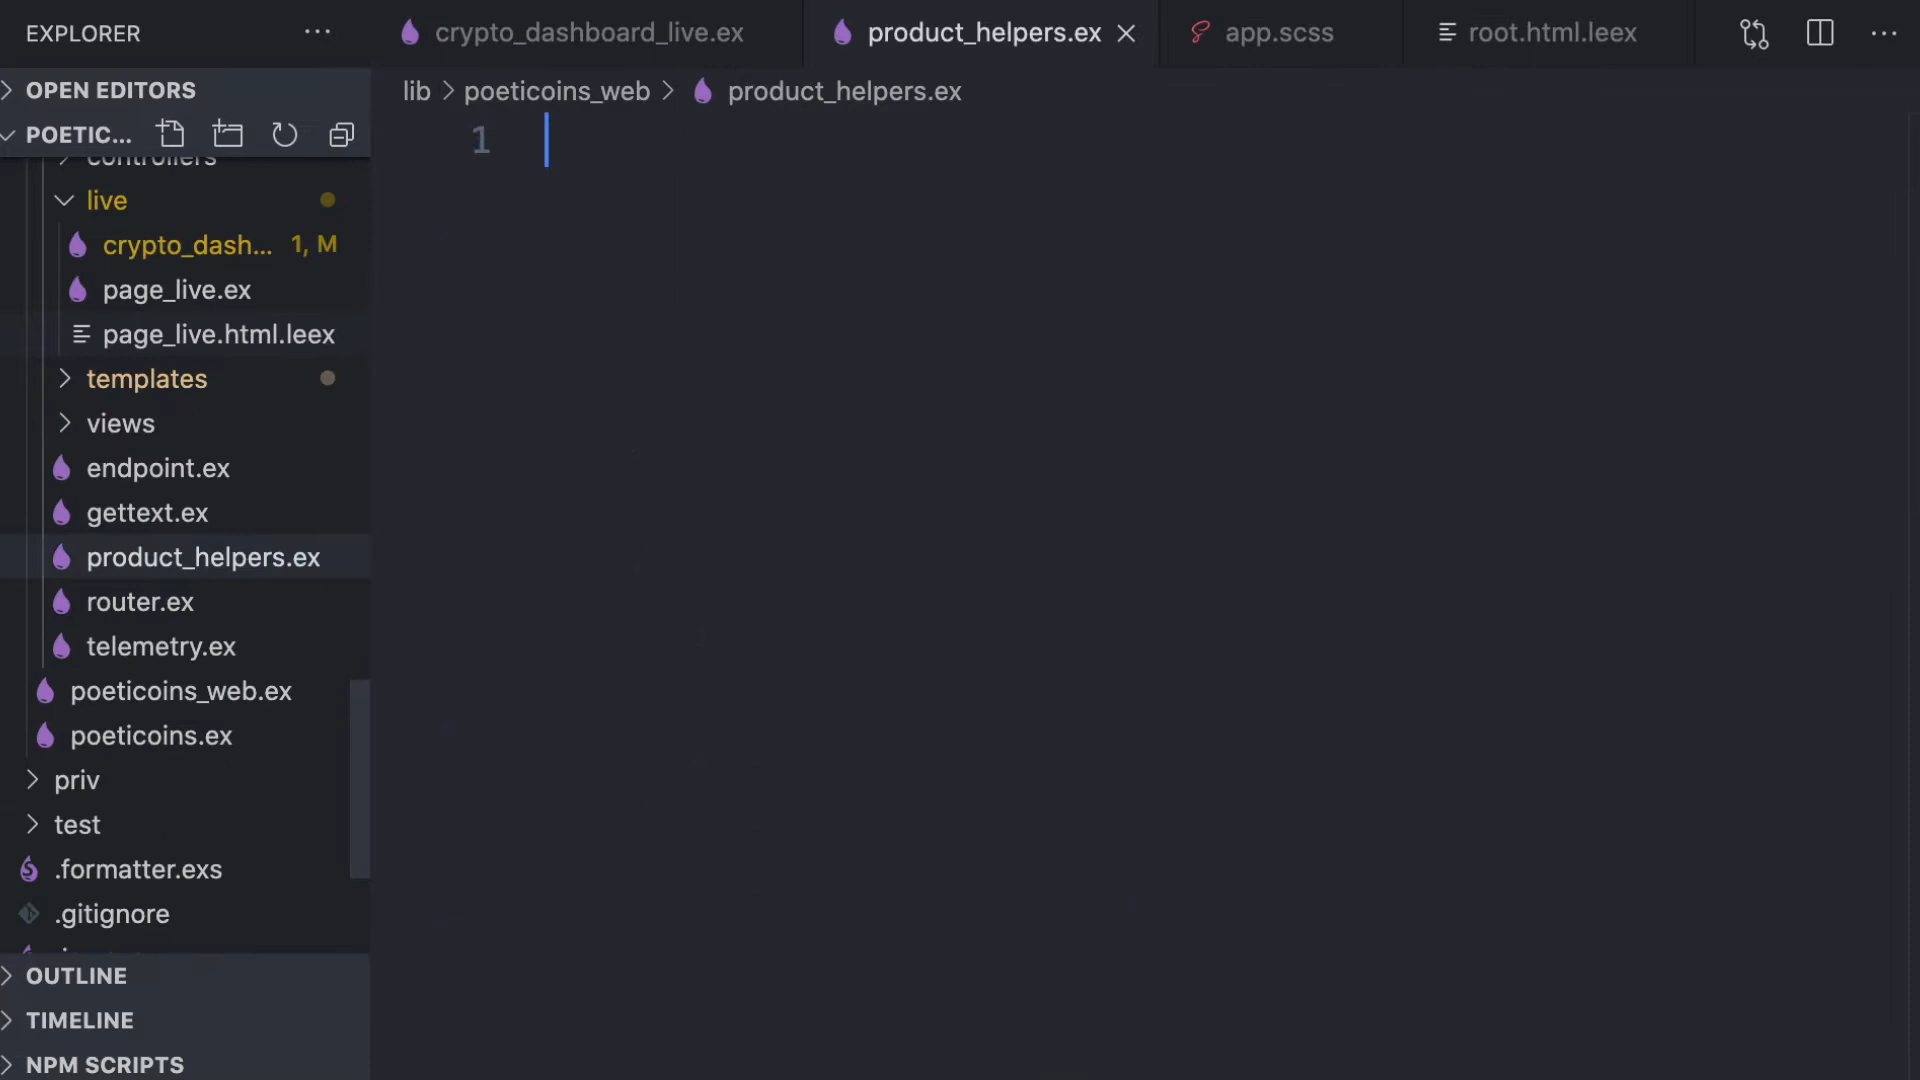 EXPLORER
crypto_dashboard_live.ex
product_helpers.ex
app.scss
root.html.leex
OPEN EDITORS
lib > poeticoins_web > product_helpers.ex
POETIC...
1
controllers
live
crypto_dash... 1, M
page_live.ex
page_live.html.leex
templates
views
endpoint.ex
gettext.ex
product_helpers.ex
router.ex
telemetry.ex
poeticoins_web.ex
poeticoins.ex
priv
test
.formatter.exs
.gitignore
OUTLINE
TIMELINE
NPM SCRIPTS